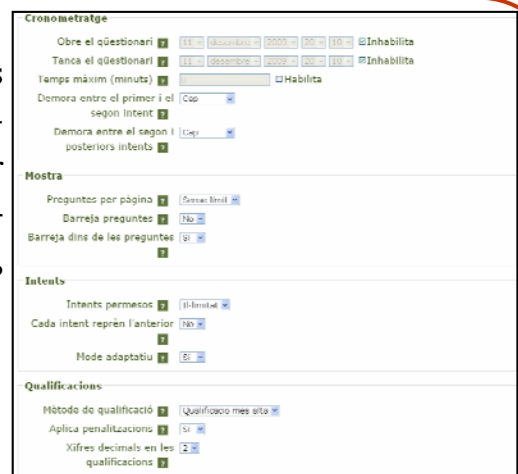 Cronometratge
Obre el qüestionari ? 11 desembre 2009 20 10 Inhabilita
Tanca el qüestionari ? 11 desembre 2009 20 10 Inhabilita
Temps màxim (minuts) ? 0 Habilita
Demora entre el primer i el segon intent ? Cap
Demora entre el segon i posteriors intents ? Cap
Mostra
Preguntes per pàgina ? Sense límit
Barreja preguntes ? No
Barreja dins de les preguntes ? Sí
Intents
Intents permesos ? Il·limitat
Cada intent reprèn l'anterior ? No
Mode adaptatiu ? Sí
Qualificacions
Mètode de qualificació ? Qualificació més alta
Aplica penalitzacions ? Sí
Xifres decimals en les qualificacions ? 2